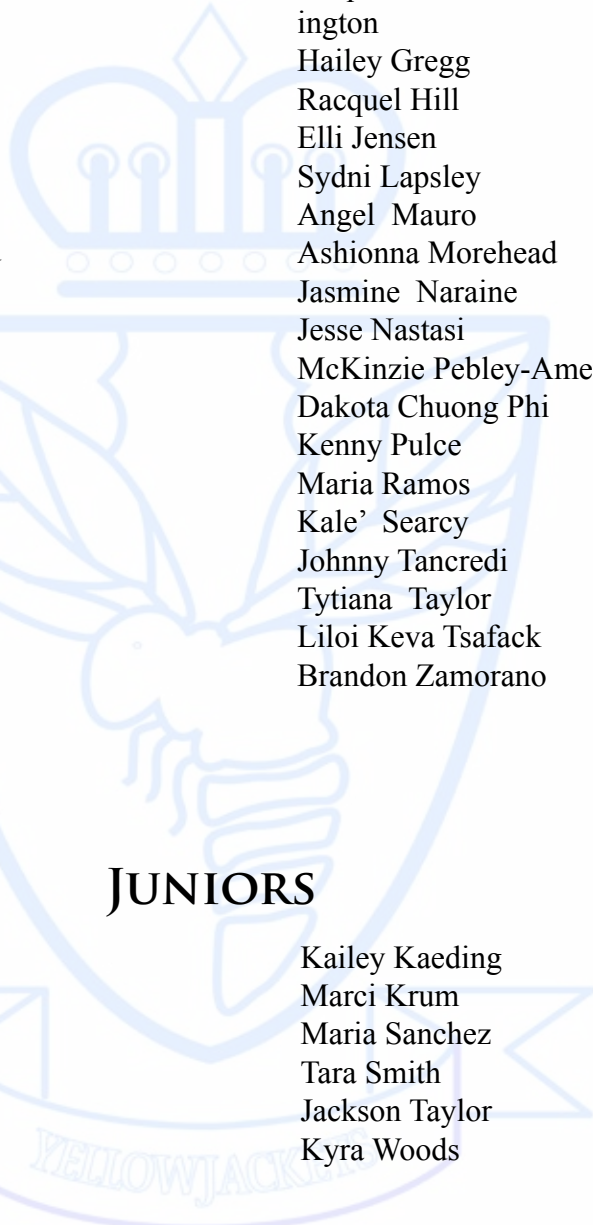 ington
Hailey Gregg
Racquel Hill
Elli Jensen
Sydni Lapsley
Angel  Mauro
Ashionna Morehead
Jasmine  Naraine
Jesse Nastasi
McKinzie Pebley-Ame
Dakota Chuong Phi
Kenny Pulce
Maria Ramos
Kale’  Searcy
Johnny Tancredi
Tytiana  Taylor
Liloi Keva Tsafack
Brandon Zamorano
JUNIORS
Kailey Kaeding
Marci Krum
Maria Sanchez
Tara Smith
Jackson Taylor
Kyra Woods
YELLOWJACKETS